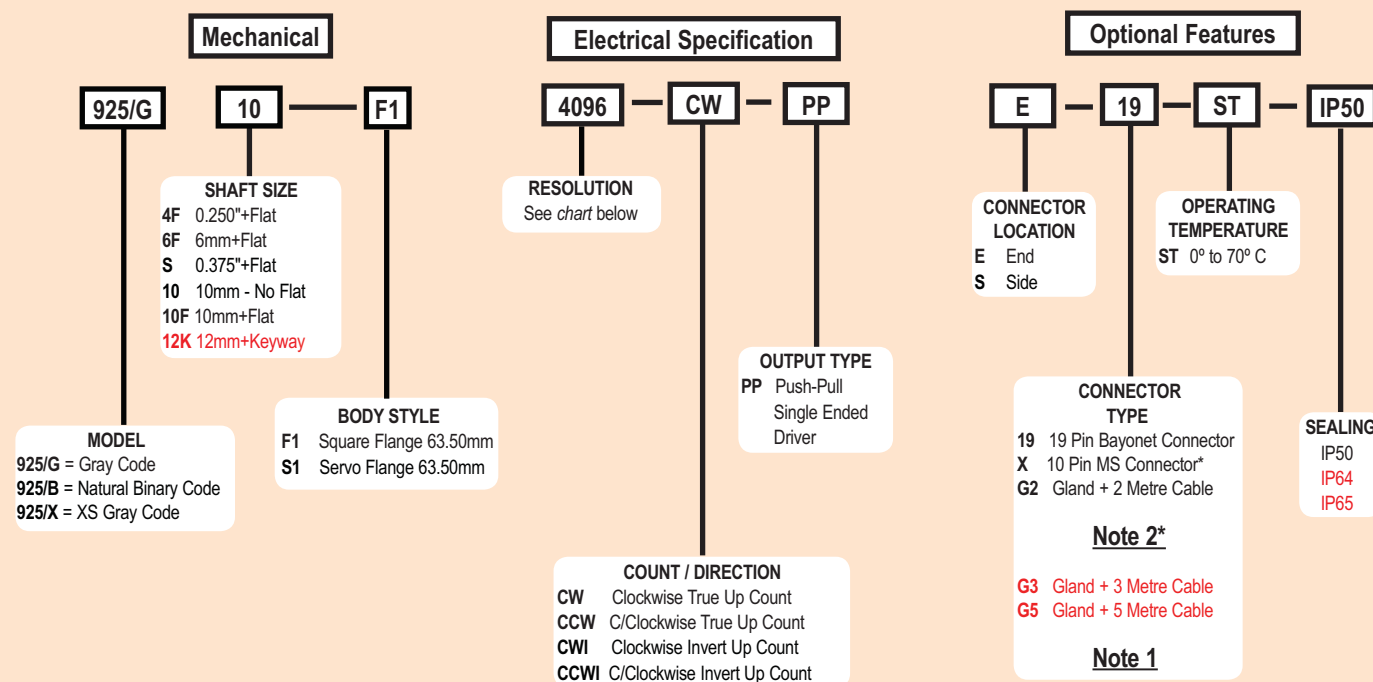 Mechanical
Electrical Specification
Optional Features
925/G
10
F1
4096
CW
PP
E
19
ST
IP50
SHAFT SIZE
4F 0.250"+Flat
6F 6mm+Flat
S 0.375"+Flat
10 10mm - No Flat
10F 10mm+Flat
12K 12mm+Keyway
RESOLUTION
See chart below
CONNECTOR
LOCATION
E End
S Side
OPERATING
TEMPERATURE
ST 0º to 70º C
OUTPUT TYPE
PP Push-Pull
Single Ended
Driver
MODEL
925/G = Gray Code
925/B = Natural Binary Code
925/X = XS Gray Code
BODY STYLE
F1 Square Flange 63.50mm
S1 Servo Flange 63.50mm
CONNECTOR
TYPE
19 19 Pin Bayonet Connector
X 10 Pin MS Connector*
G2 Gland + 2 Metre Cable
Note 2*
G3 Gland + 3 Metre Cable
G5 Gland + 5 Metre Cable
Note 1
SEALING
IP50
IP64
IP65
COUNT / DIRECTION
CW Clockwise True Up Count
CCW C/Clockwise True Up Count
CWI Clockwise Invert Up Count
CCWI C/Clockwise Invert Up Count